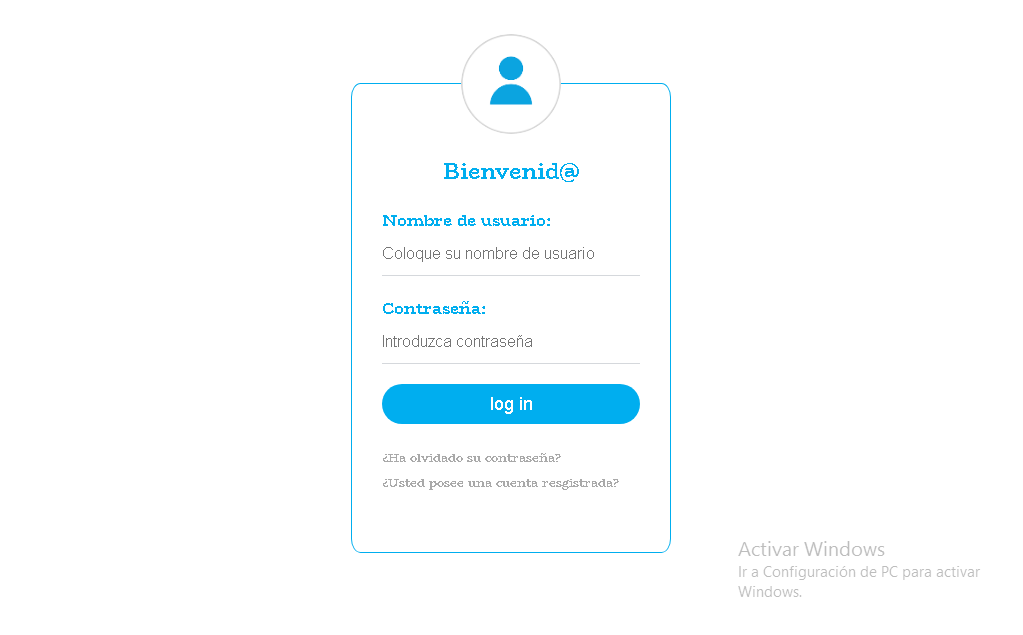 Bienvenid@
Nombre de usuario:
Coloque su nombre de usuario
Contraseña:
Introduzca contraseña
log in
¿Ha olvidado su contraseña?
¿Usted posee una cuenta resgistrada?
Activar Windows
Ir a Configuración de PC para activar
Windows.